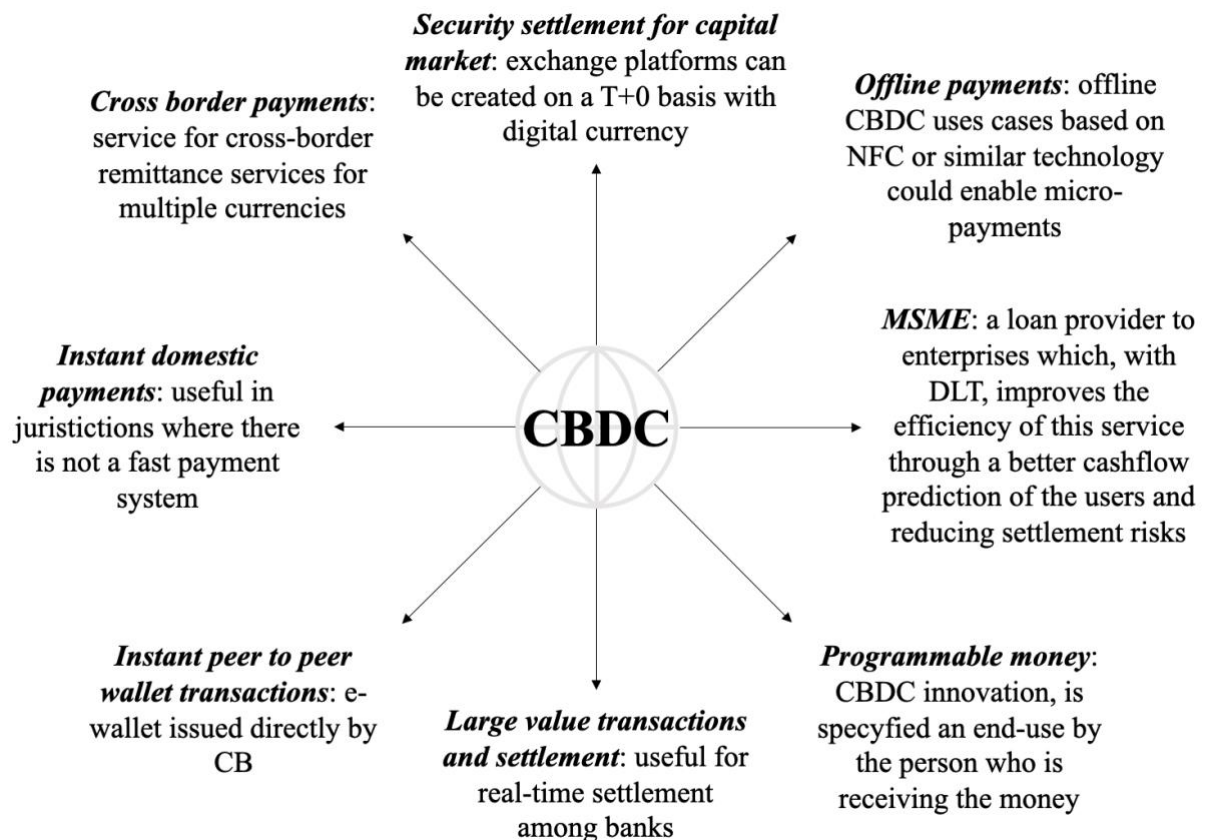 Security settlement for capital
market: exchange platforms can
be created on a T+0 basis with
digital currency
Cross border payments:
service for cross-border
remittance services for
multiple currencies
Offline payments: offline
CBDC uses cases based on
NFC or similar technology
could enable micro-
payments
Instant domestic
payments: useful in
juristictions where there
is not a fast payment
system
CBDC
MSME: a loan provider to
enterprises which, with
DLT, improves the
efficiency of this service
through a better cashflow
prediction of the users and
reducing settlement risks
Instant peer to peer
wallet transactions: e-
wallet issued directly by
CB
Large value transactions
and settlement: useful for
real-time settlement
among banks
Programmable money:
CBDC innovation, is
specyfied an end-use by
the person who is
receiving the money